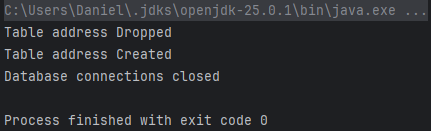 C:\Users\Daniel\.jdks\openjdk-25.0.1\bin\java.exe ...
Table address Dropped
Table address Created
Database connections closed
Process finished with exit code 0